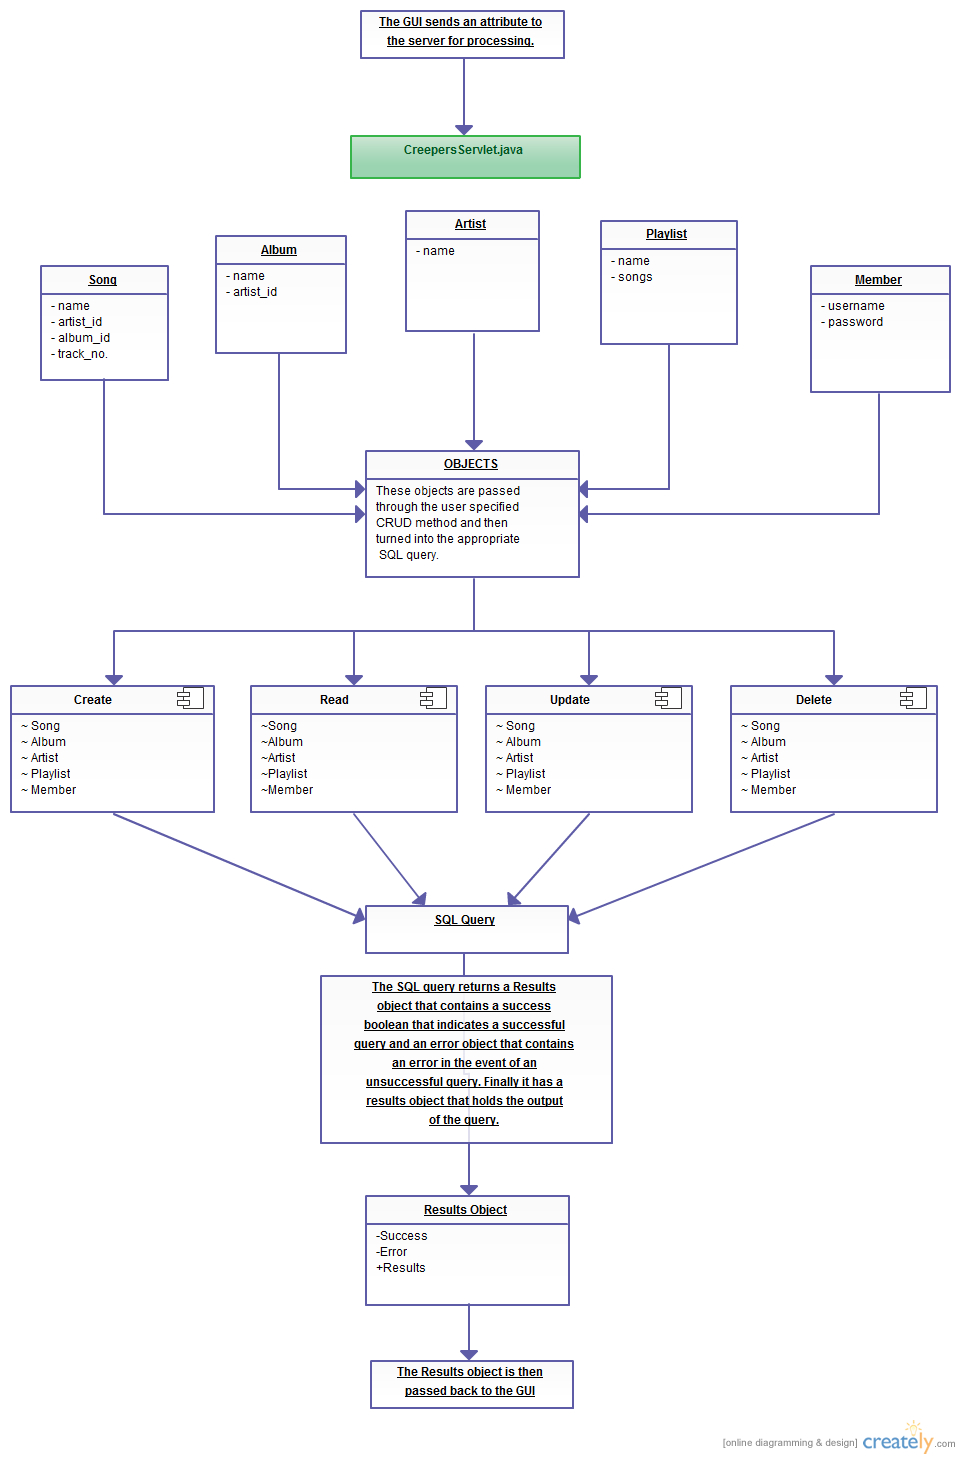 The GUI sends an attribute to
the server for processing.
CreepersServlet.java
Song
- name
- artist_id
- album_id
- track_no.
Album
- name
- artist_id
Artist
- name
Playlist
- name
- songs
Member
- username
- password
OBJECTS
These objects are passed
through the user specified
CRUD method and then
turned into the appropriate
SQL query.
Create
~ Song
~ Album
~ Artist
~ Playlist
~ Member
Read
~Song
~Album
~Artist
~Playlist
~Member
Update
~ Song
~ Album
~ Artist
~ Playlist
~ Member
Delete
~ Song
~ Album
~ Artist
~ Playlist
~ Member
SQL Query
The SQL query returns a Results
object that contains a success
boolean that indicates a successful
query and an error object that contains
an error in the event of an
unsuccessful query. Finally it has a
results object that holds the output
of the query.
Results Object
-Success
-Error
+Results
The Results object is then
passed back to the GUI
[online diagramming & design] creately.com